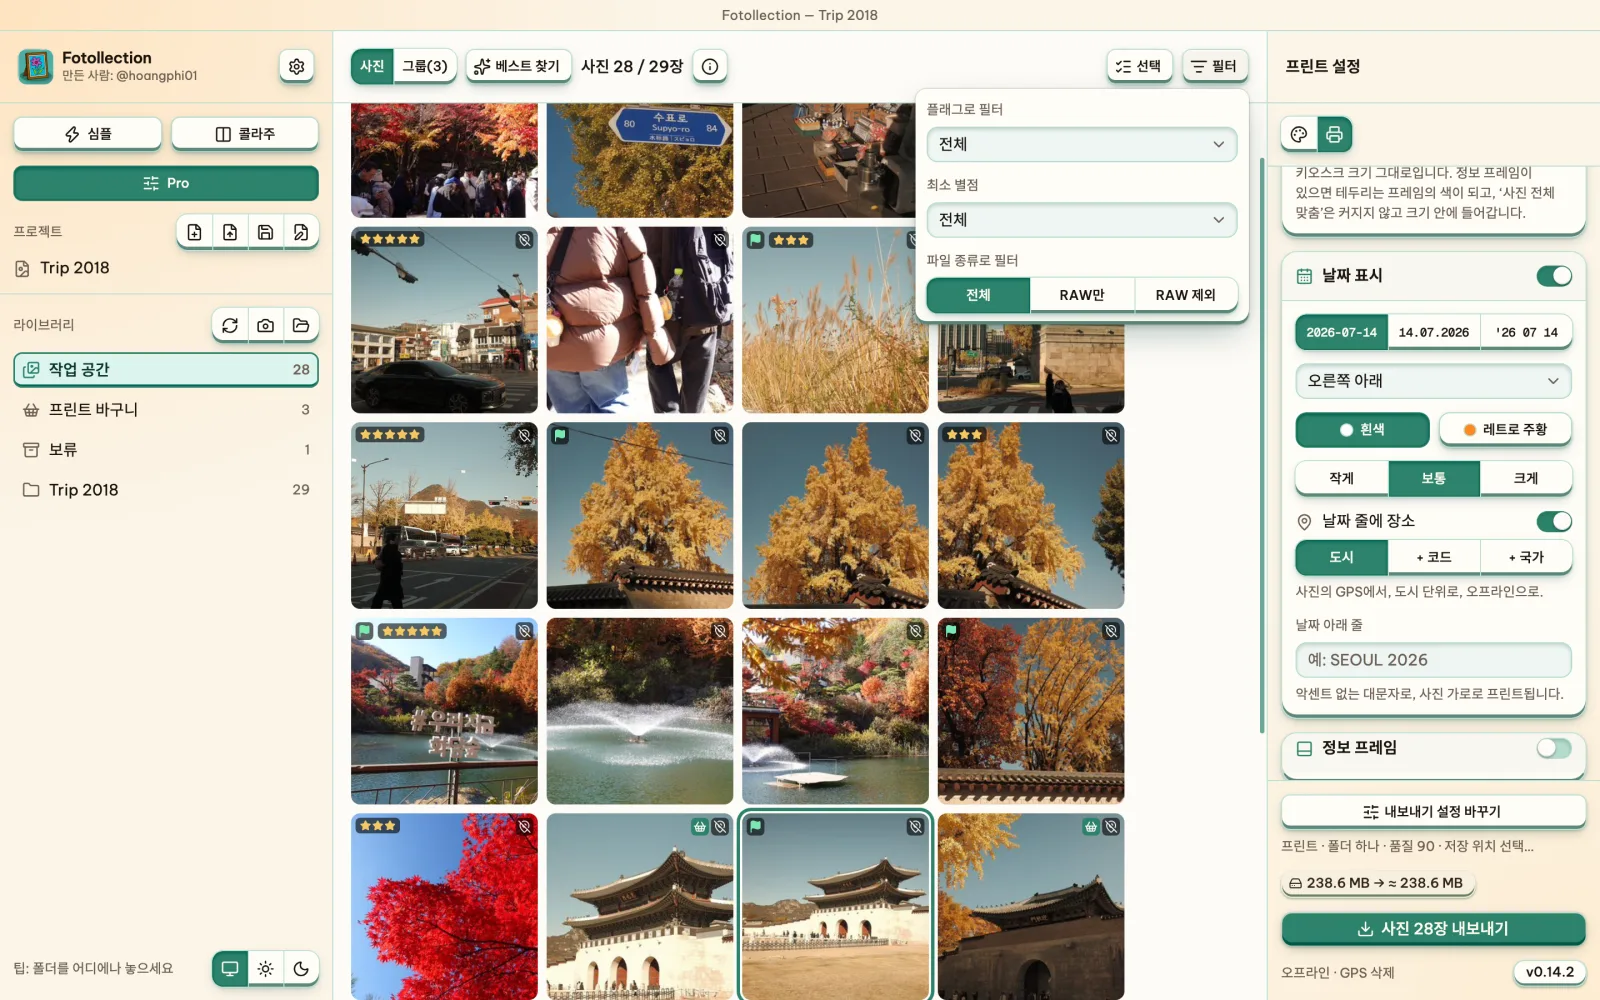 Fotollection — Trip 2018
Fotollection
만든 사람: @hoangphi01
심플
콜라주
Pro
프로젝트
Trip 2018
라이브러리
작업 공간
28
프린트 바구니
3
보류
1
Trip 2018
29
팁: 폴더를 어디에나 놓으세요
사진
그룹(3)
베스트 찾기
사진 28 / 29장
선택
필터
플래그로 필터
전체
최소 별점
전체
파일 종류로 필터
전체
RAW만
RAW 제외
80
수표로
Supyo-ro
84
프린트 설정
키오스크 크기 그대로입니다. 정보 프레임이
있으면 테두리는 프레임의 색이 되고, ‘사진 전체
맞춤’은 커지지 않고 크기 안에 들어갑니다.
날짜 표시
2026-07-14
14.07.2026
'26 07 14
오른쪽 아래
흰색
레트로 주황
작게
보통
크게
날짜 줄에 장소
도시
+ 코드
+ 국가
사진의 GPS에서, 도시 단위로, 오프라인으로.
날짜 아래 줄
예: SEOUL 2026
악센트 없는 대문자로, 사진 가로로 프린트됩니다.
정보 프레임
내보내기 설정 바꾸기
프린트 · 폴더 하나 · 품질 90 · 저장 위치 선택...
238.6 MB → ≈ 238.6 MB
사진 28장 내보내기
오프라인 · GPS 삭제
v0.14.2